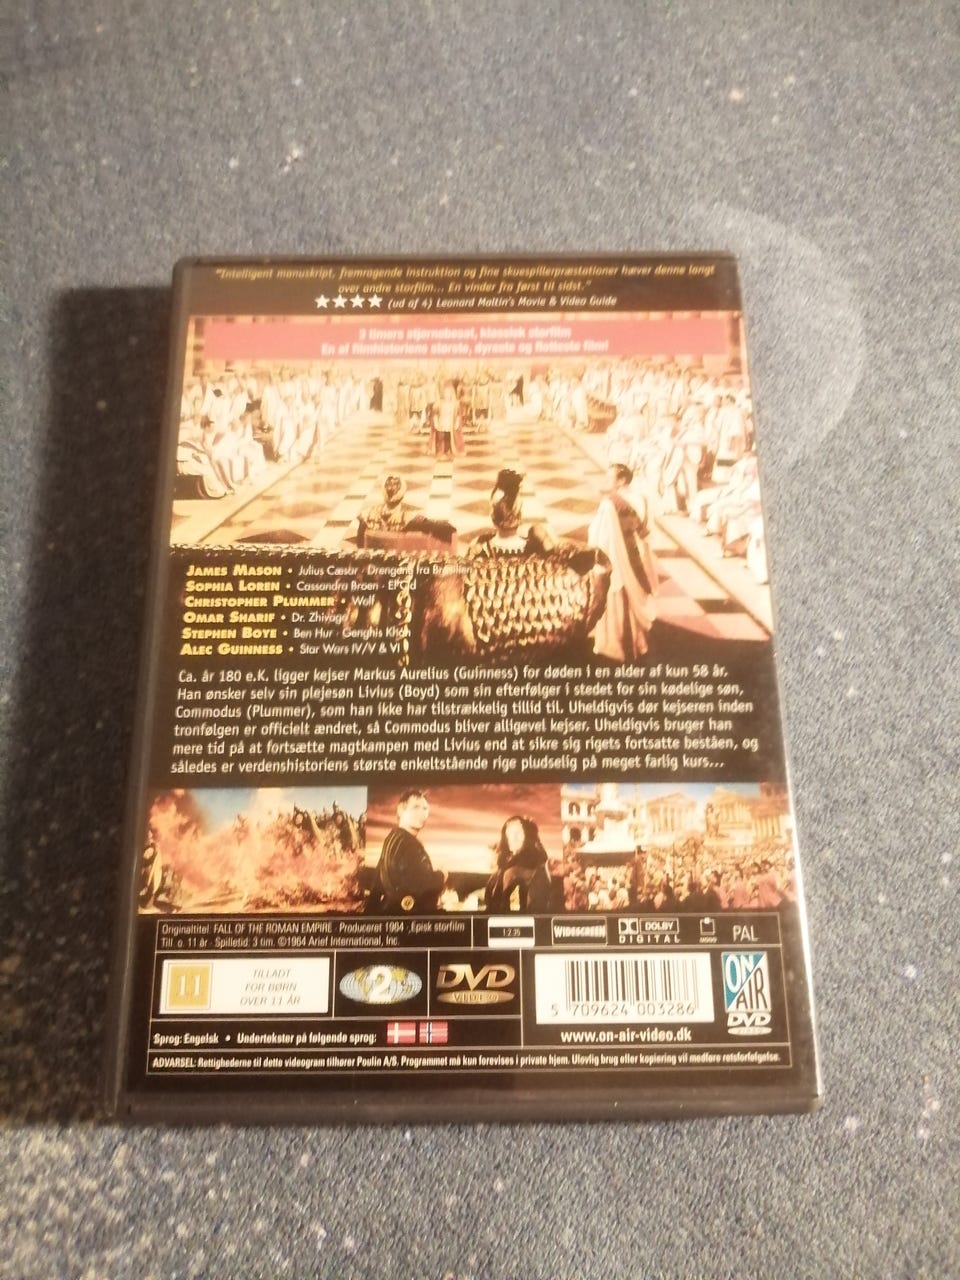 "Intelligent manuskript, fremragende instruktion og fine skuespillerpræstationer hæver denne langt
over andre storfilm... En vinder fra først til sidst."
(ud af 4) Leonard Maltin's Movie & Video Guide
3 timers stjernebesat, klassisk storfilm
En af filmhistoriens største, dyreste og flotteste film!
JAMES MASON • Julius Cæsar · Drengene fra Brasilien
SOPHIA LOREN • Cassandra Broen · El Cid
CHRISTOPHER PLUMMER • Wolf
OMAR SHARIF • Dr. Zhivago
STEPHEN BOYE • Ben Hur · Genghis Khan
ALEC GUINNESS • Star Wars IV/V & VI
Ca. år 180 e.K. ligger kejser Markus Aurelius (Guinness) for døden i en alder af kun 58 år.
Han ønsker selv sin plejesøn Livius (Boyd) som sin efterfølger i stedet for sin kødelige søn,
Commodus (Plummer), som han ikke har tilstrækkelig tillid til. Uheldigvis dør kejseren inden
tronfølgen er officielt ændret, så Commodus bliver alligevel kejser. Uheldigvis bruger han
mere tid på at fortsætte magtkampen med Livius end at sikre sig rigets fortsatte beståen, og
således er verdenshistoriens største enkeltstående rige pludselig på meget farlig kurs...
Originaltitel: FALL OF THE ROMAN EMPIRE · Produceret 1964 · Episk storfilm
Till. o. 11 år · Spilletid: 3 tim. ©1964 Arief International, Inc.
1:2.35
WIDESCREEN
DOLBY
DIGITAL
MONO
PAL
11
TILLADT
FOR BØRN
OVER 11 ÅR
2
DVD
VIDEO
5 709624 003286
ON
AIR
DVD
VIDEO
Sprog: Engelsk • Undertekster på følgende sprog:
www.on-air-video.dk
ADVARSEL: Rettighederne til dette videogram tilhører Poulin A/S. Programmet må kun forevises i private hjem. Ulovlig brug eller kopiering vil medføre retsforfølgelse.